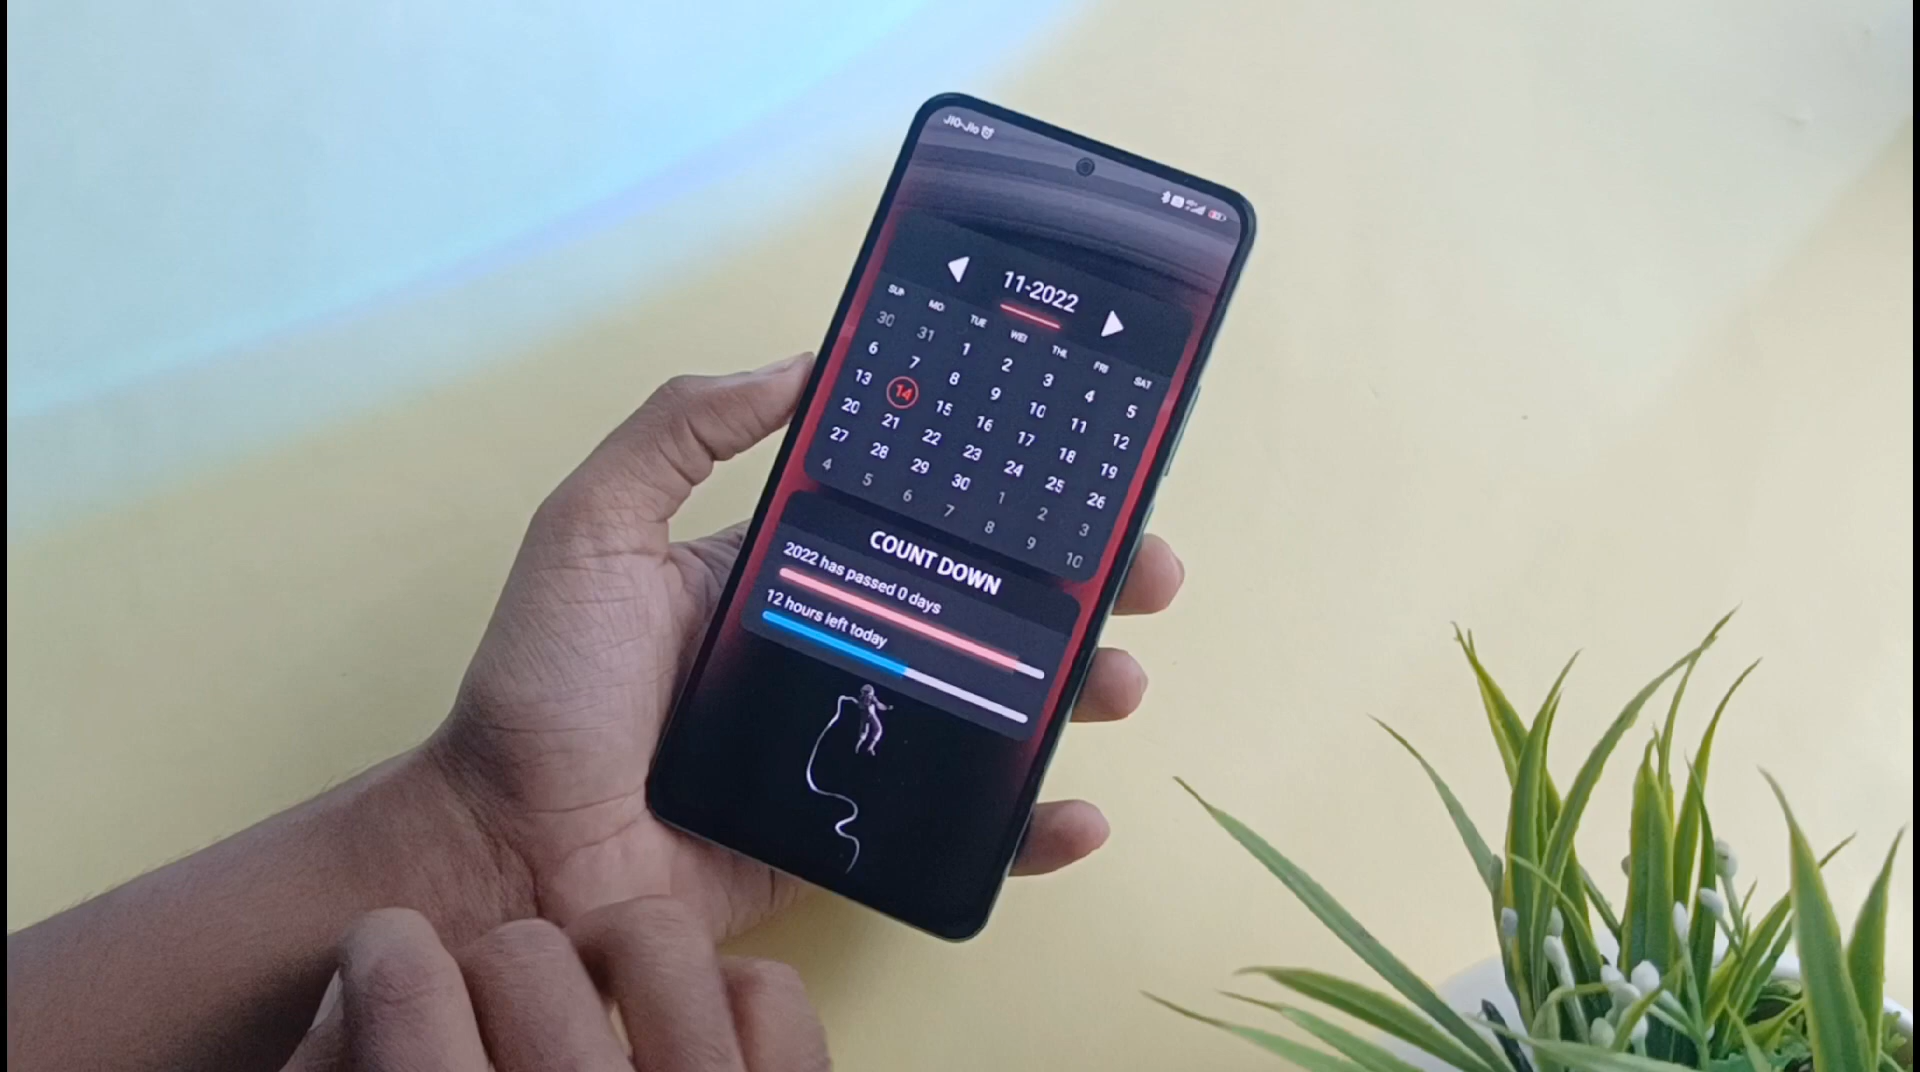 JIO-JIO
11-2022
SUN MO TUE WE THU FRI SAT
30 31 1 2 3 4 5
6 7 8 9 10 11 12
13 14 15 16 17 18 19
20 21 22 23 24 25 26
27 28 29 30 1 2 3
4 5 6 7 8 9 10
COUNT DOWN
2022 has passed 0 days
12 hours left today